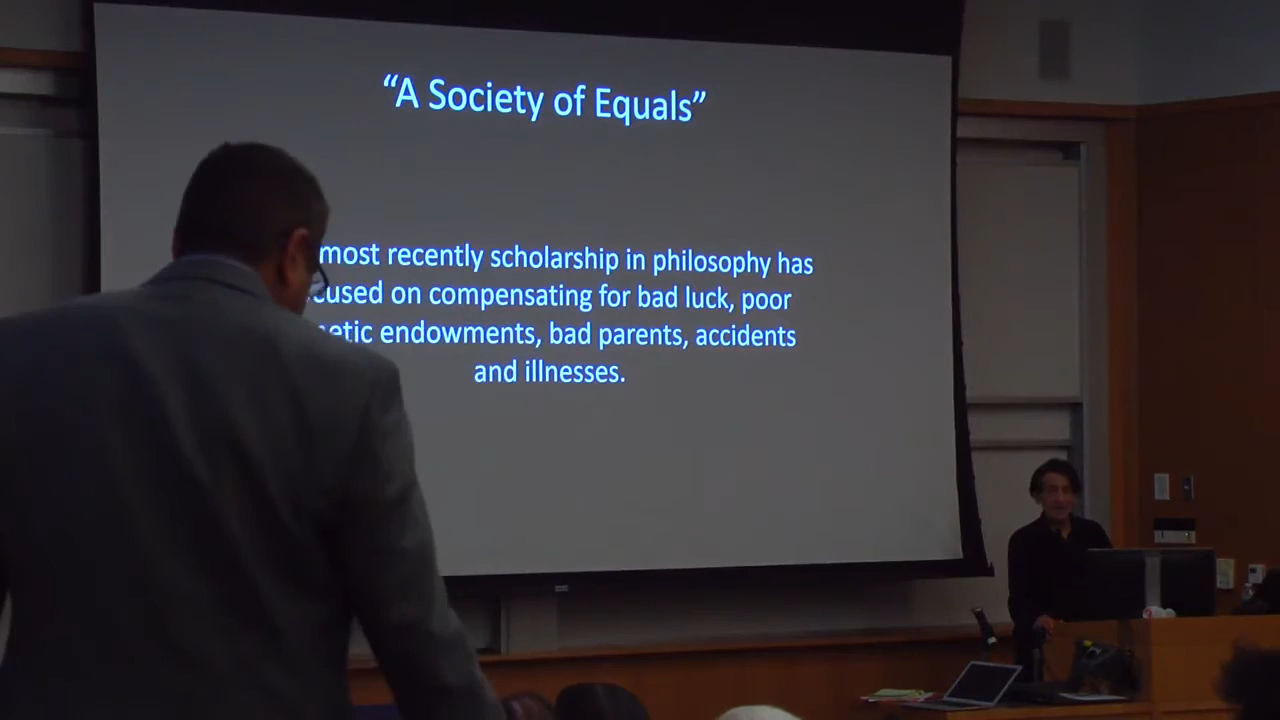 “A Society of Equals”
most recently scholarship in philosophy has
cused on compensating for bad luck, poor
etic endowments, bad parents, accidents
and illnesses.